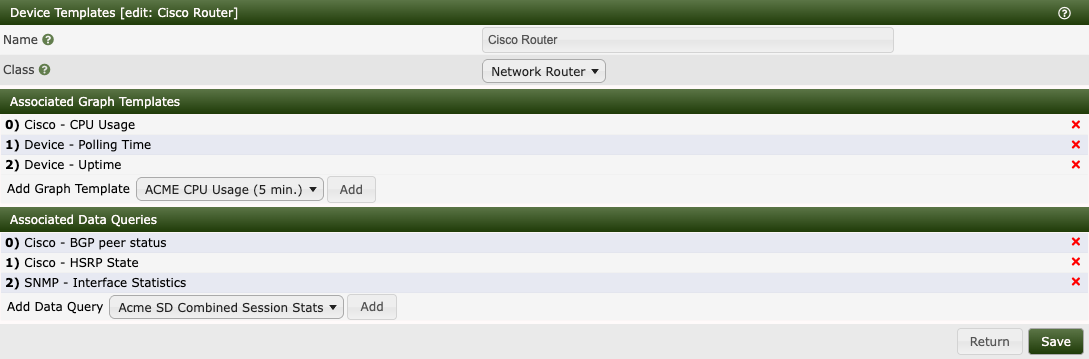 Device Templates [edit: Cisco Router]
Name
Cisco Router
Class
Network Router
Associated Graph Templates
0) Cisco - CPU Usage
1) Device - Polling Time
2) Device - Uptime
Add Graph Template ACME CPU Usage (5 min.) Add
Associated Data Queries
0) Cisco - BGP peer status
1) Cisco - HSRP State
2) SNMP - Interface Statistics
Add Data Query Acme SD Combined Session Stats Add
Return Save